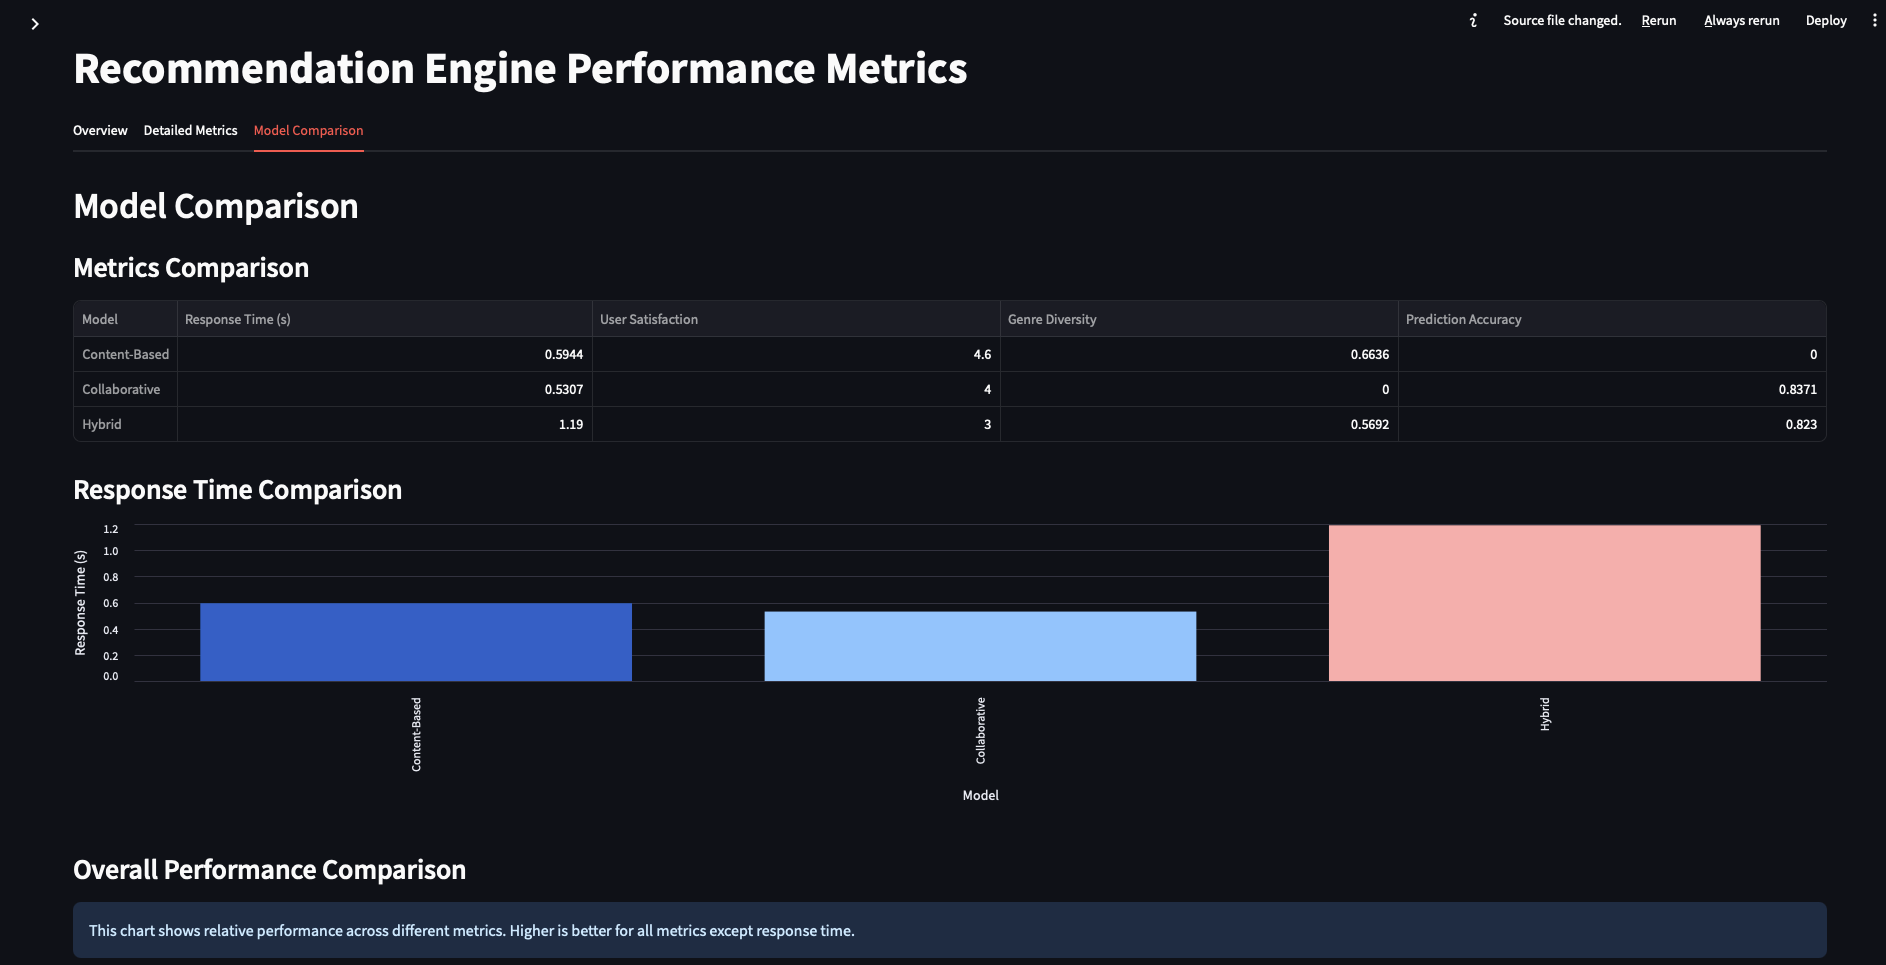 Source file changed. Rerun Always rerun Deploy
Recommendation Engine Performance Metrics
Overview Detailed Metrics Model Comparison
Model Comparison
Metrics Comparison
Model Response Time (s) User Satisfaction Genre Diversity Prediction Accuracy
Content-Based 0.5944 4.6 0.6636 0
Collaborative 0.5307 4 0 0.8371
Hybrid 1.19 3 0.5692 0.823
Response Time Comparison
Response Time (s)
1.2
1.0
0.8
0.6
0.4
0.2
0.0
Content-Based Collaborative Hybrid
Model
Overall Performance Comparison
This chart shows relative performance across different metrics. Higher is better for all metrics except response time.